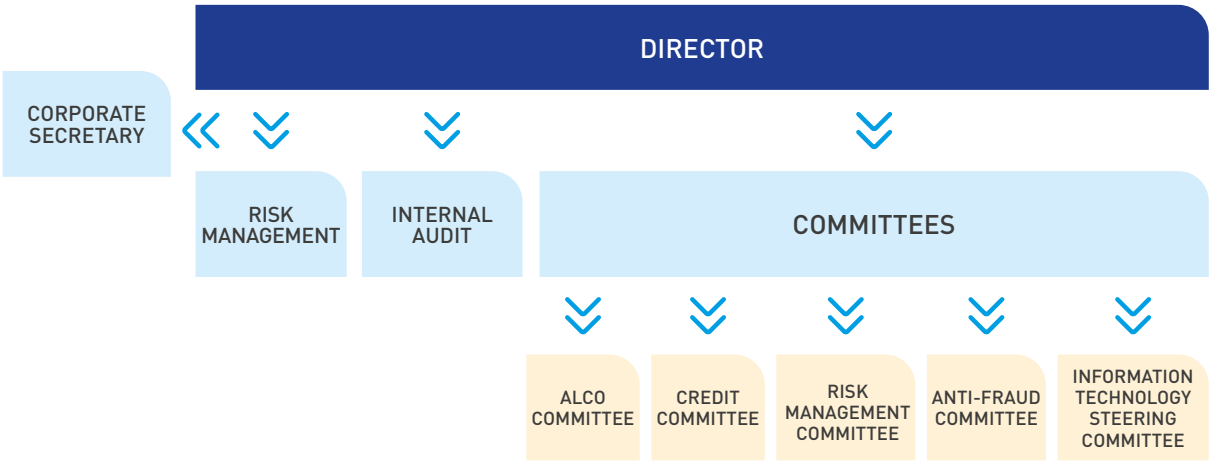 DIRECTOR
CORPORATE
SECRETARY
RISK
MANAGEMENT
INTERNAL
AUDIT
COMMITTEES
ALCO
COMMITTEE
CREDIT
COMMITTEE
RISK
MANAGEMENT
COMMITTEE
ANTI-FRAUD
COMMITTEE
INFORMATION
TECHNOLOGY
STEERING
COMMITTEE